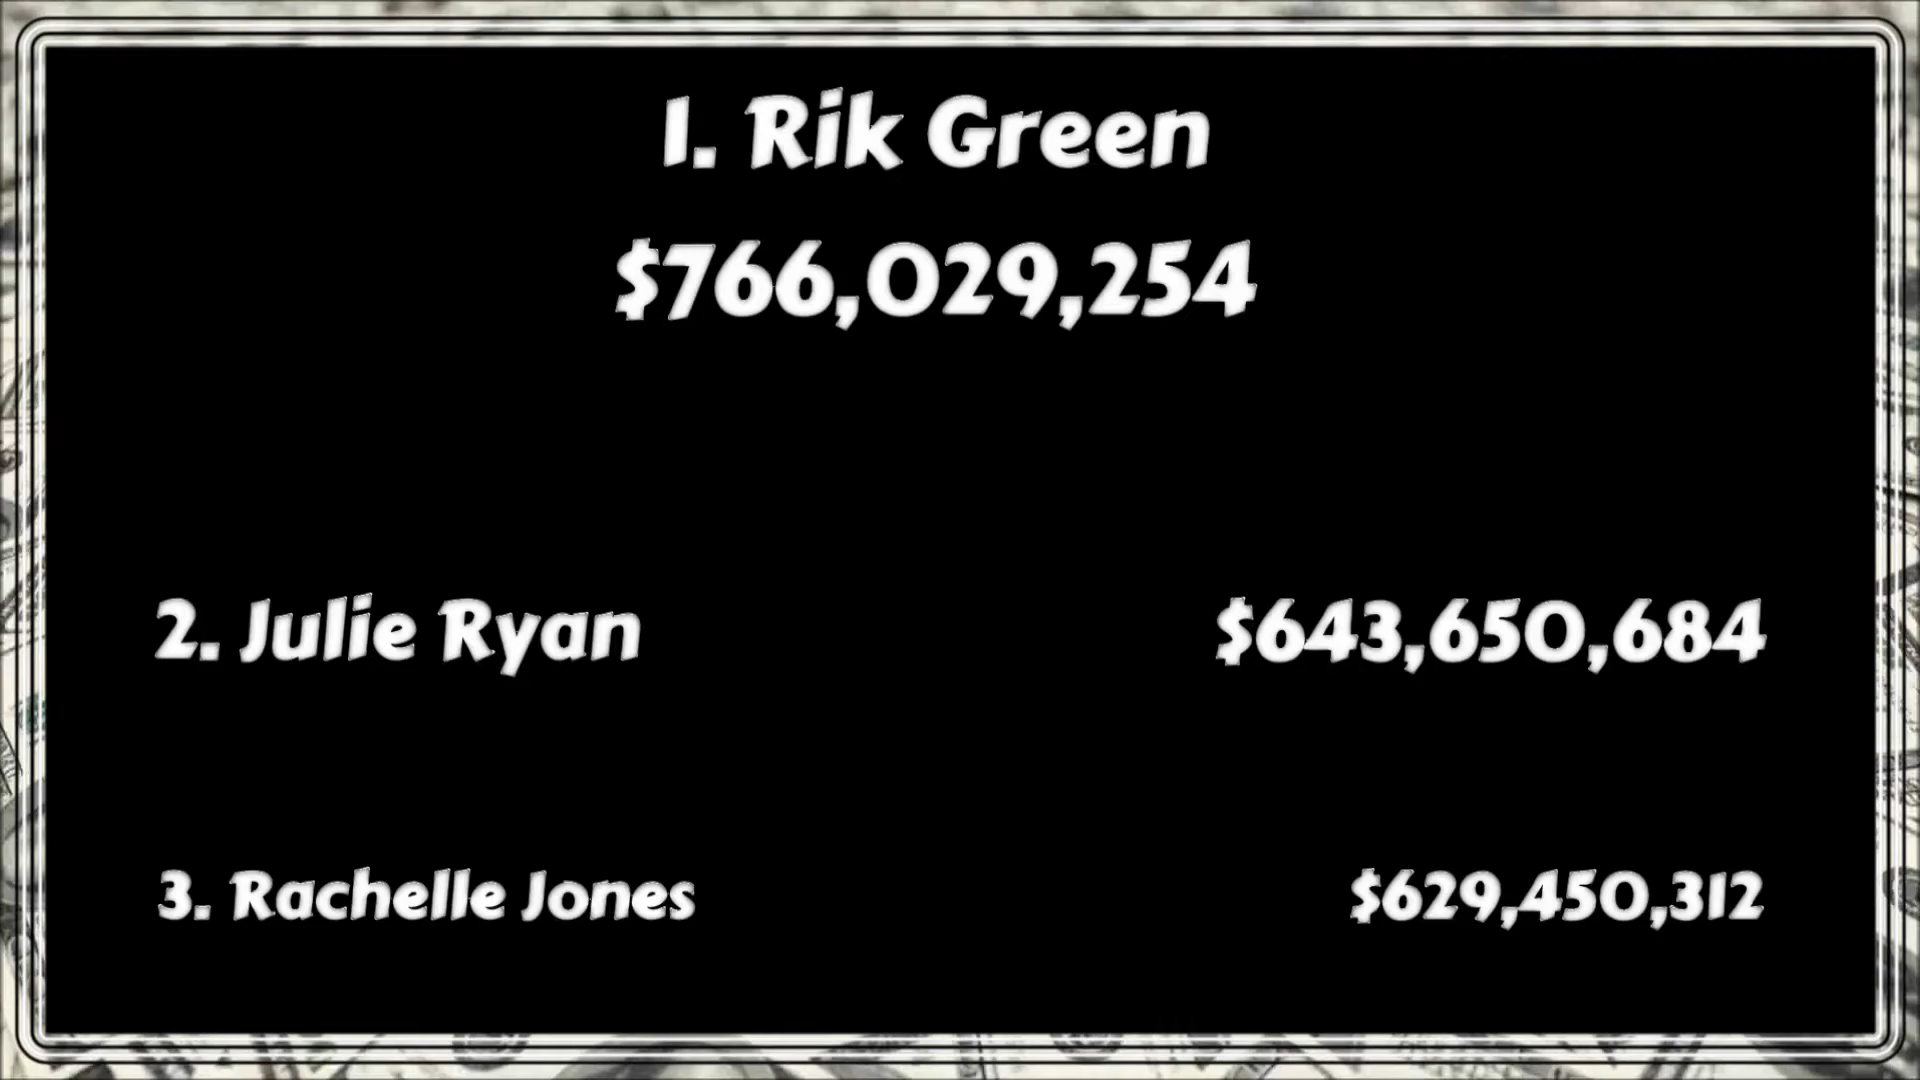 1. Rik Green
$766,029,254
2. Julie Ryan $643,650,684
3. Rachelle Jones $629,450,312